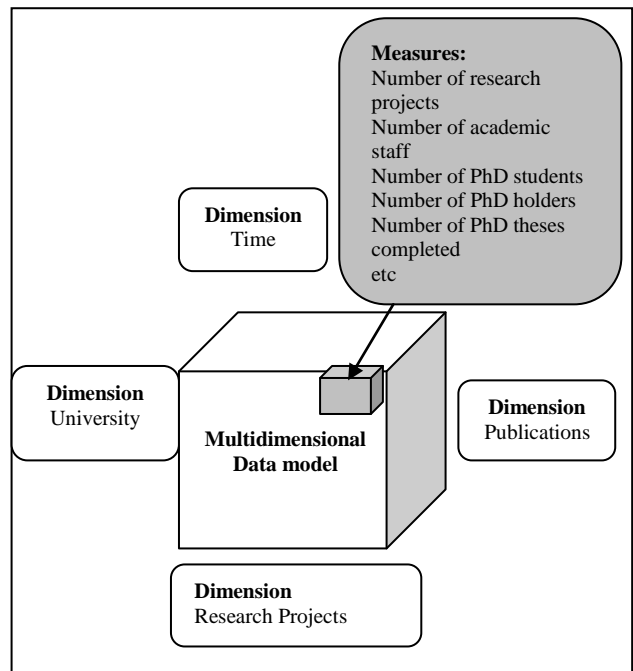 Measures:
Number of research
projects
Number of academic
staff
Number of PhD students
Number of PhD holders
Number of PhD theses
completed
etc
Dimension
Time
Dimension
University
Multidimensional
Data model
Dimension
Publications
Dimension
Research Projects